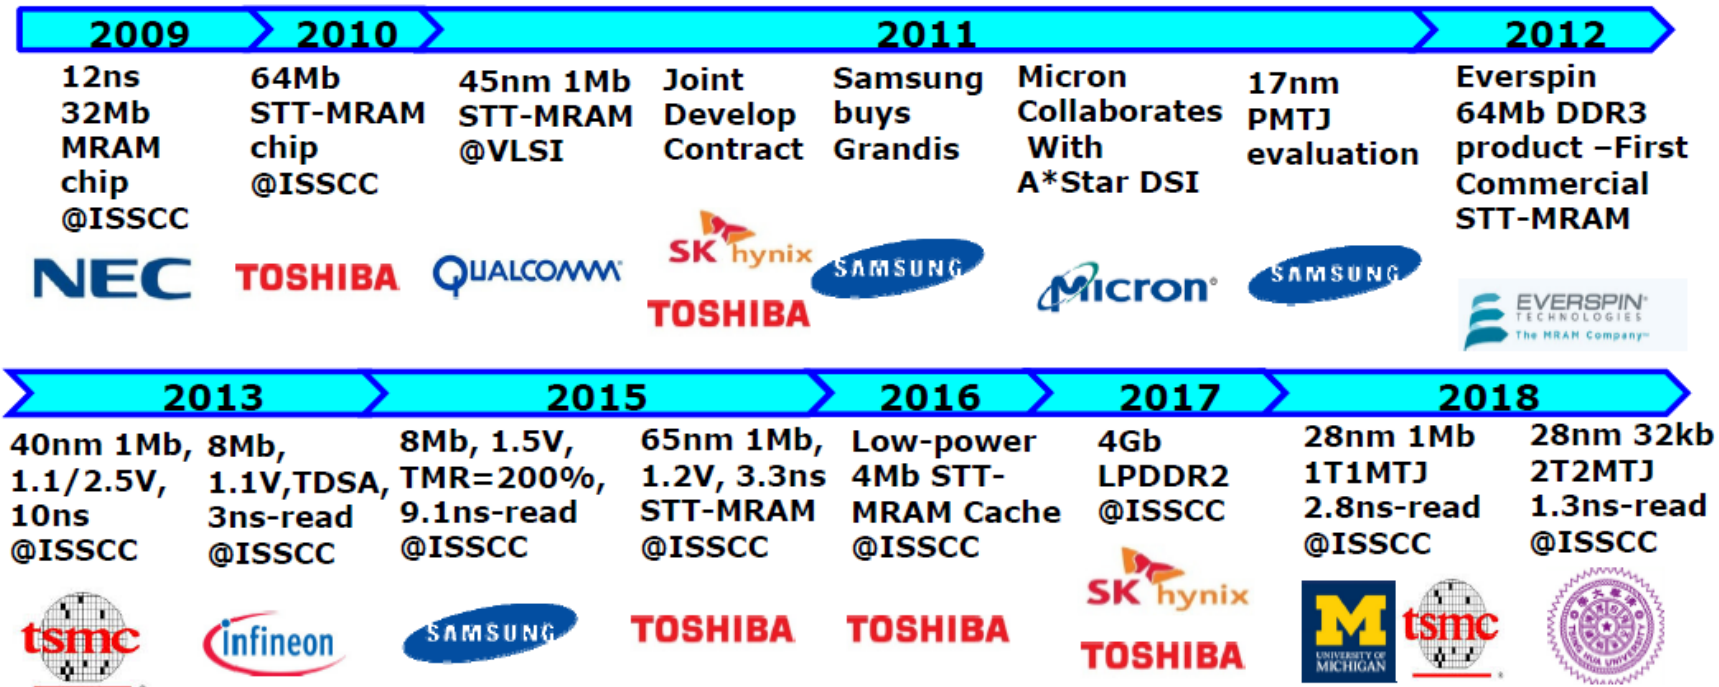 2009
2010
2011
2012
12ns
32Mb
MRAM
chip
@ISSCC
NEC
64Mb
STT-MRAM
chip
@ISSCC
TOSHIBA
45nm 1Mb
STT-MRAM
@VLSI
QUALCOMM
Joint
Develop
Contract
SK hynix
TOSHIBA
Samsung
buys
Grandis
SAMSUNG
Micron
Collaborates
With
A*Star DSI
Micron
17nm
PMTJ
evaluation
SAMSUNG
Everspin
64Mb DDR3
product –First
Commercial
STT-MRAM
EVERSPIN
TECHNOLOGIES
The MRAM Company™
2013
2015
2016
2017
2018
40nm 1Mb,
1.1/2.5V,
10ns
@ISSCC
tsmc
8Mb,
1.1V,TDSA,
3ns-read
@ISSCC
infineon
8Mb, 1.5V,
TMR=200%,
9.1ns-read
@ISSCC
SAMSUNG
65nm 1Mb,
1.2V, 3.3ns
STT-MRAM
@ISSCC
TOSHIBA
Low-power
4Mb STT-
MRAM Cache
@ISSCC
TOSHIBA
4Gb
LPDDR2
@ISSCC
SK hynix
TOSHIBA
28nm 1Mb
1T1MTJ
2.8ns-read
@ISSCC
M
UNIVERSITY OF
MICHIGAN
tsmc
28nm 32kb
2T2MTJ
1.3ns-read
@ISSCC
TSING HUA UNIVERSITY